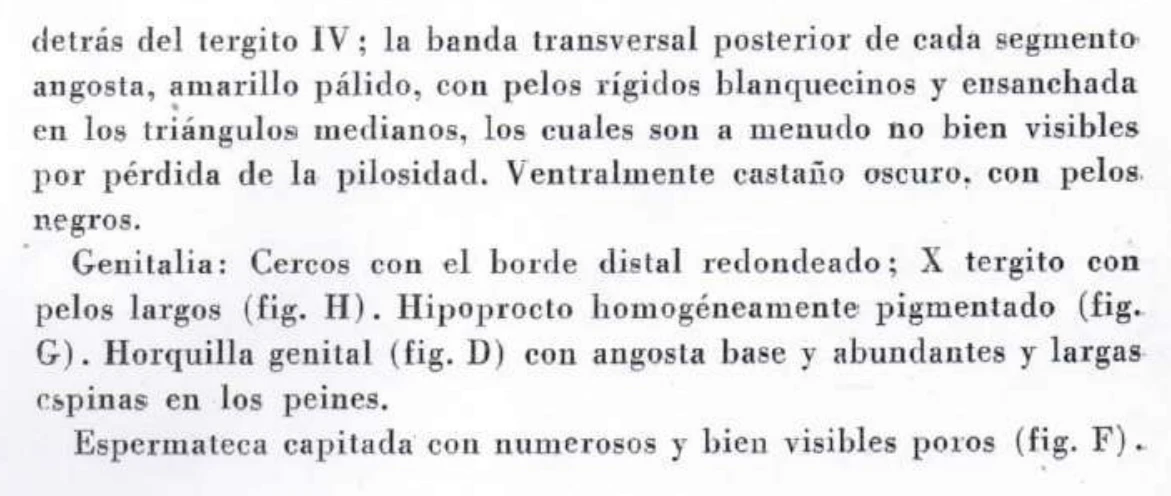 detrás del tergito IV; la banda transversal posterior de cada segmento
angosta, amarillo pálido, con pelos rígidos blanquecinos y ensanchada
en los triángulos medianos, los cuales son a menudo no bien visibles
por pérdida de la pilosidad. Ventralmente castaño oscuro, con pelos
negros.
Genitalia: Cercos con el borde distal redondeado; X tergito con
pelos largos (fig. H). Hipoprocto homogéneamente pigmentado (fig.
G). Horquilla genital (fig. D) con angosta base y abundantes y largas
espinas en los peines.
Espermateca capitada con numerosos y bien visibles poros (fig. F).